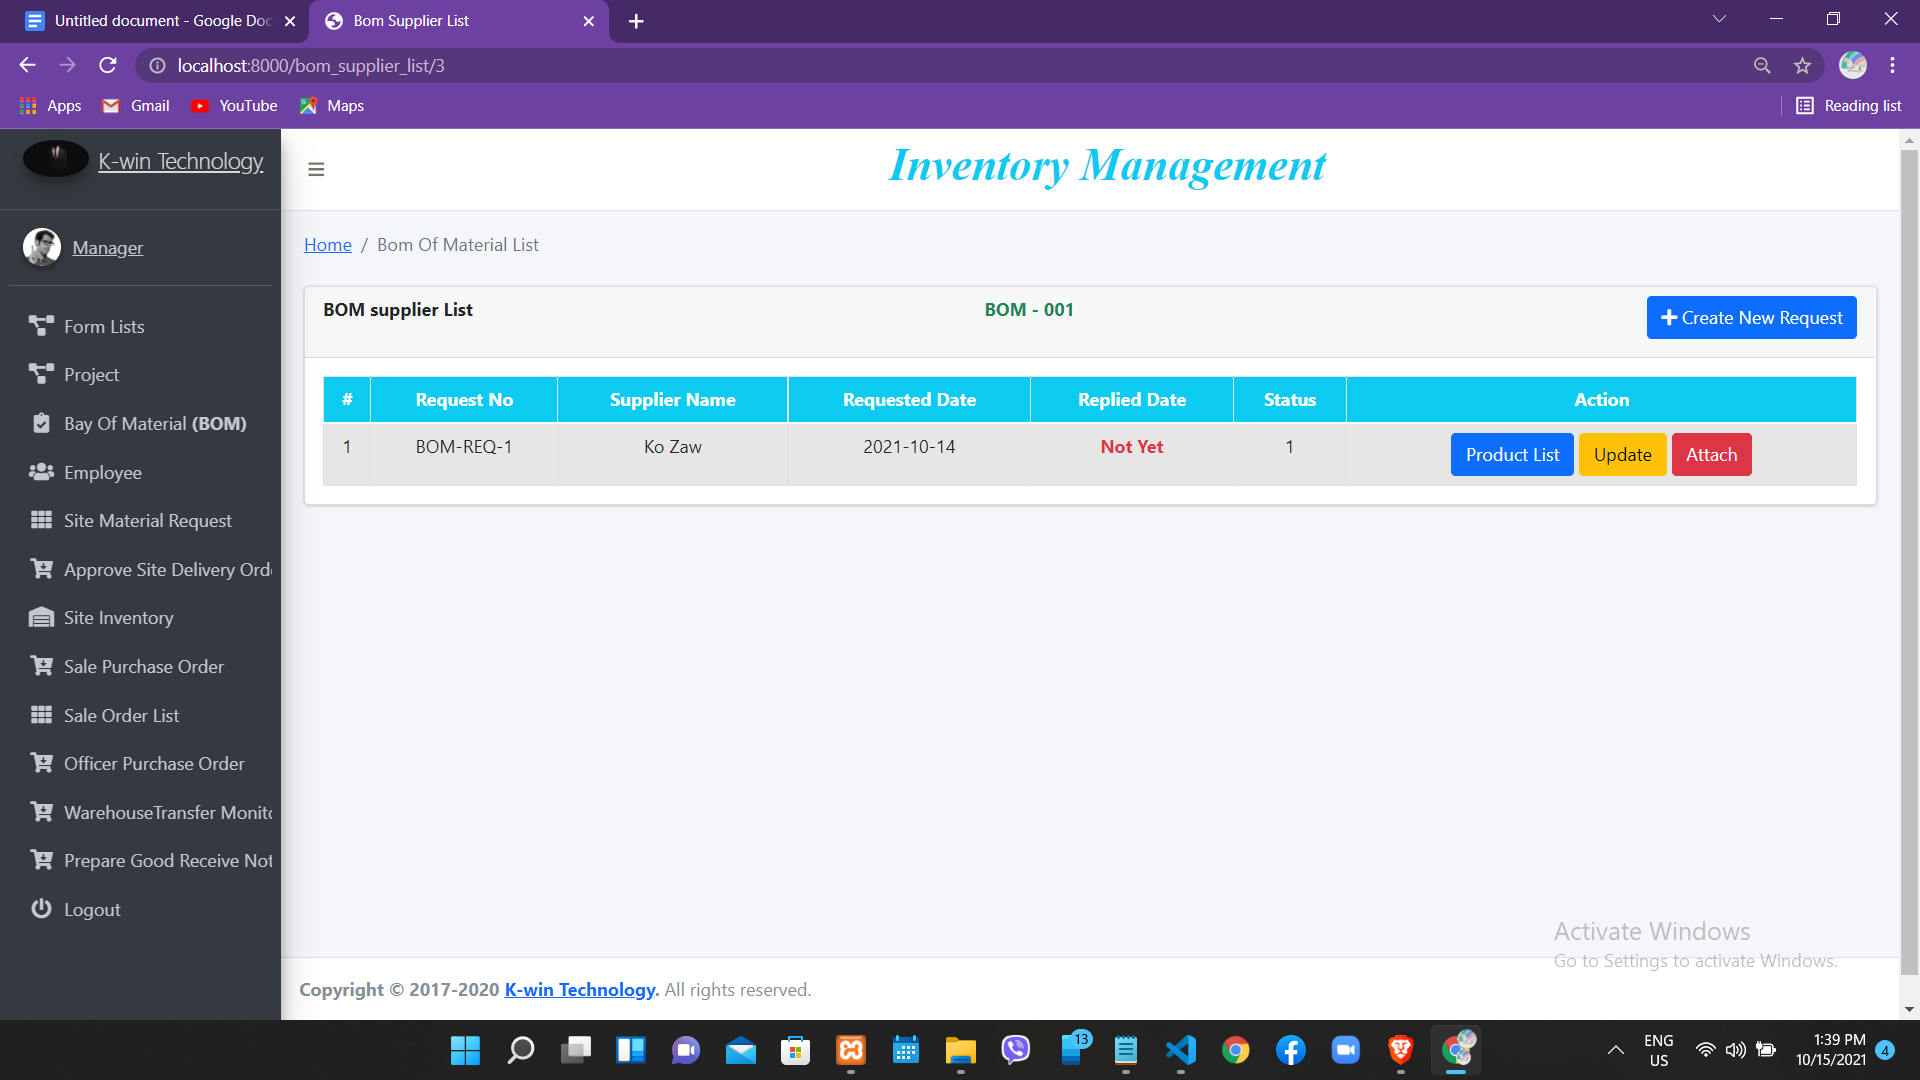 Untitled document - Google Doc
Bom Supplier List
localhost:8000/bom_supplier_list/3
Apps
Gmail
YouTube
Maps
Reading list
K-win Technology
Inventory Management
Manager
Home / Bom Of Material List
BOM supplier List
BOM - 001
Create New Request
# Request No Supplier Name Requested Date Replied Date Status Action
1 BOM-REQ-1 Ko Zaw 2021-10-14 Not Yet 1 Product List Update Attach
Form Lists
Project
Bay Of Material (BOM)
Employee
Site Material Request
Approve Site Delivery Orde
Site Inventory
Sale Purchase Order
Sale Order List
Officer Purchase Order
WarehouseTransfer Monito
Prepare Good Receive Not
Logout
Activate Windows
Go to Settings to activate Windows.
Copyright © 2017-2020 K-win Technology. All rights reserved.
13
ENG
US
1:39 PM
10/15/2021
4